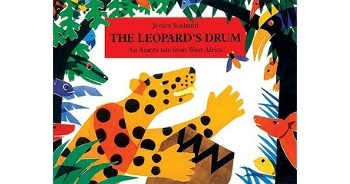 Jessica Souhami
THE LEOPARD'S DRUM
An Asante tale from West Africa